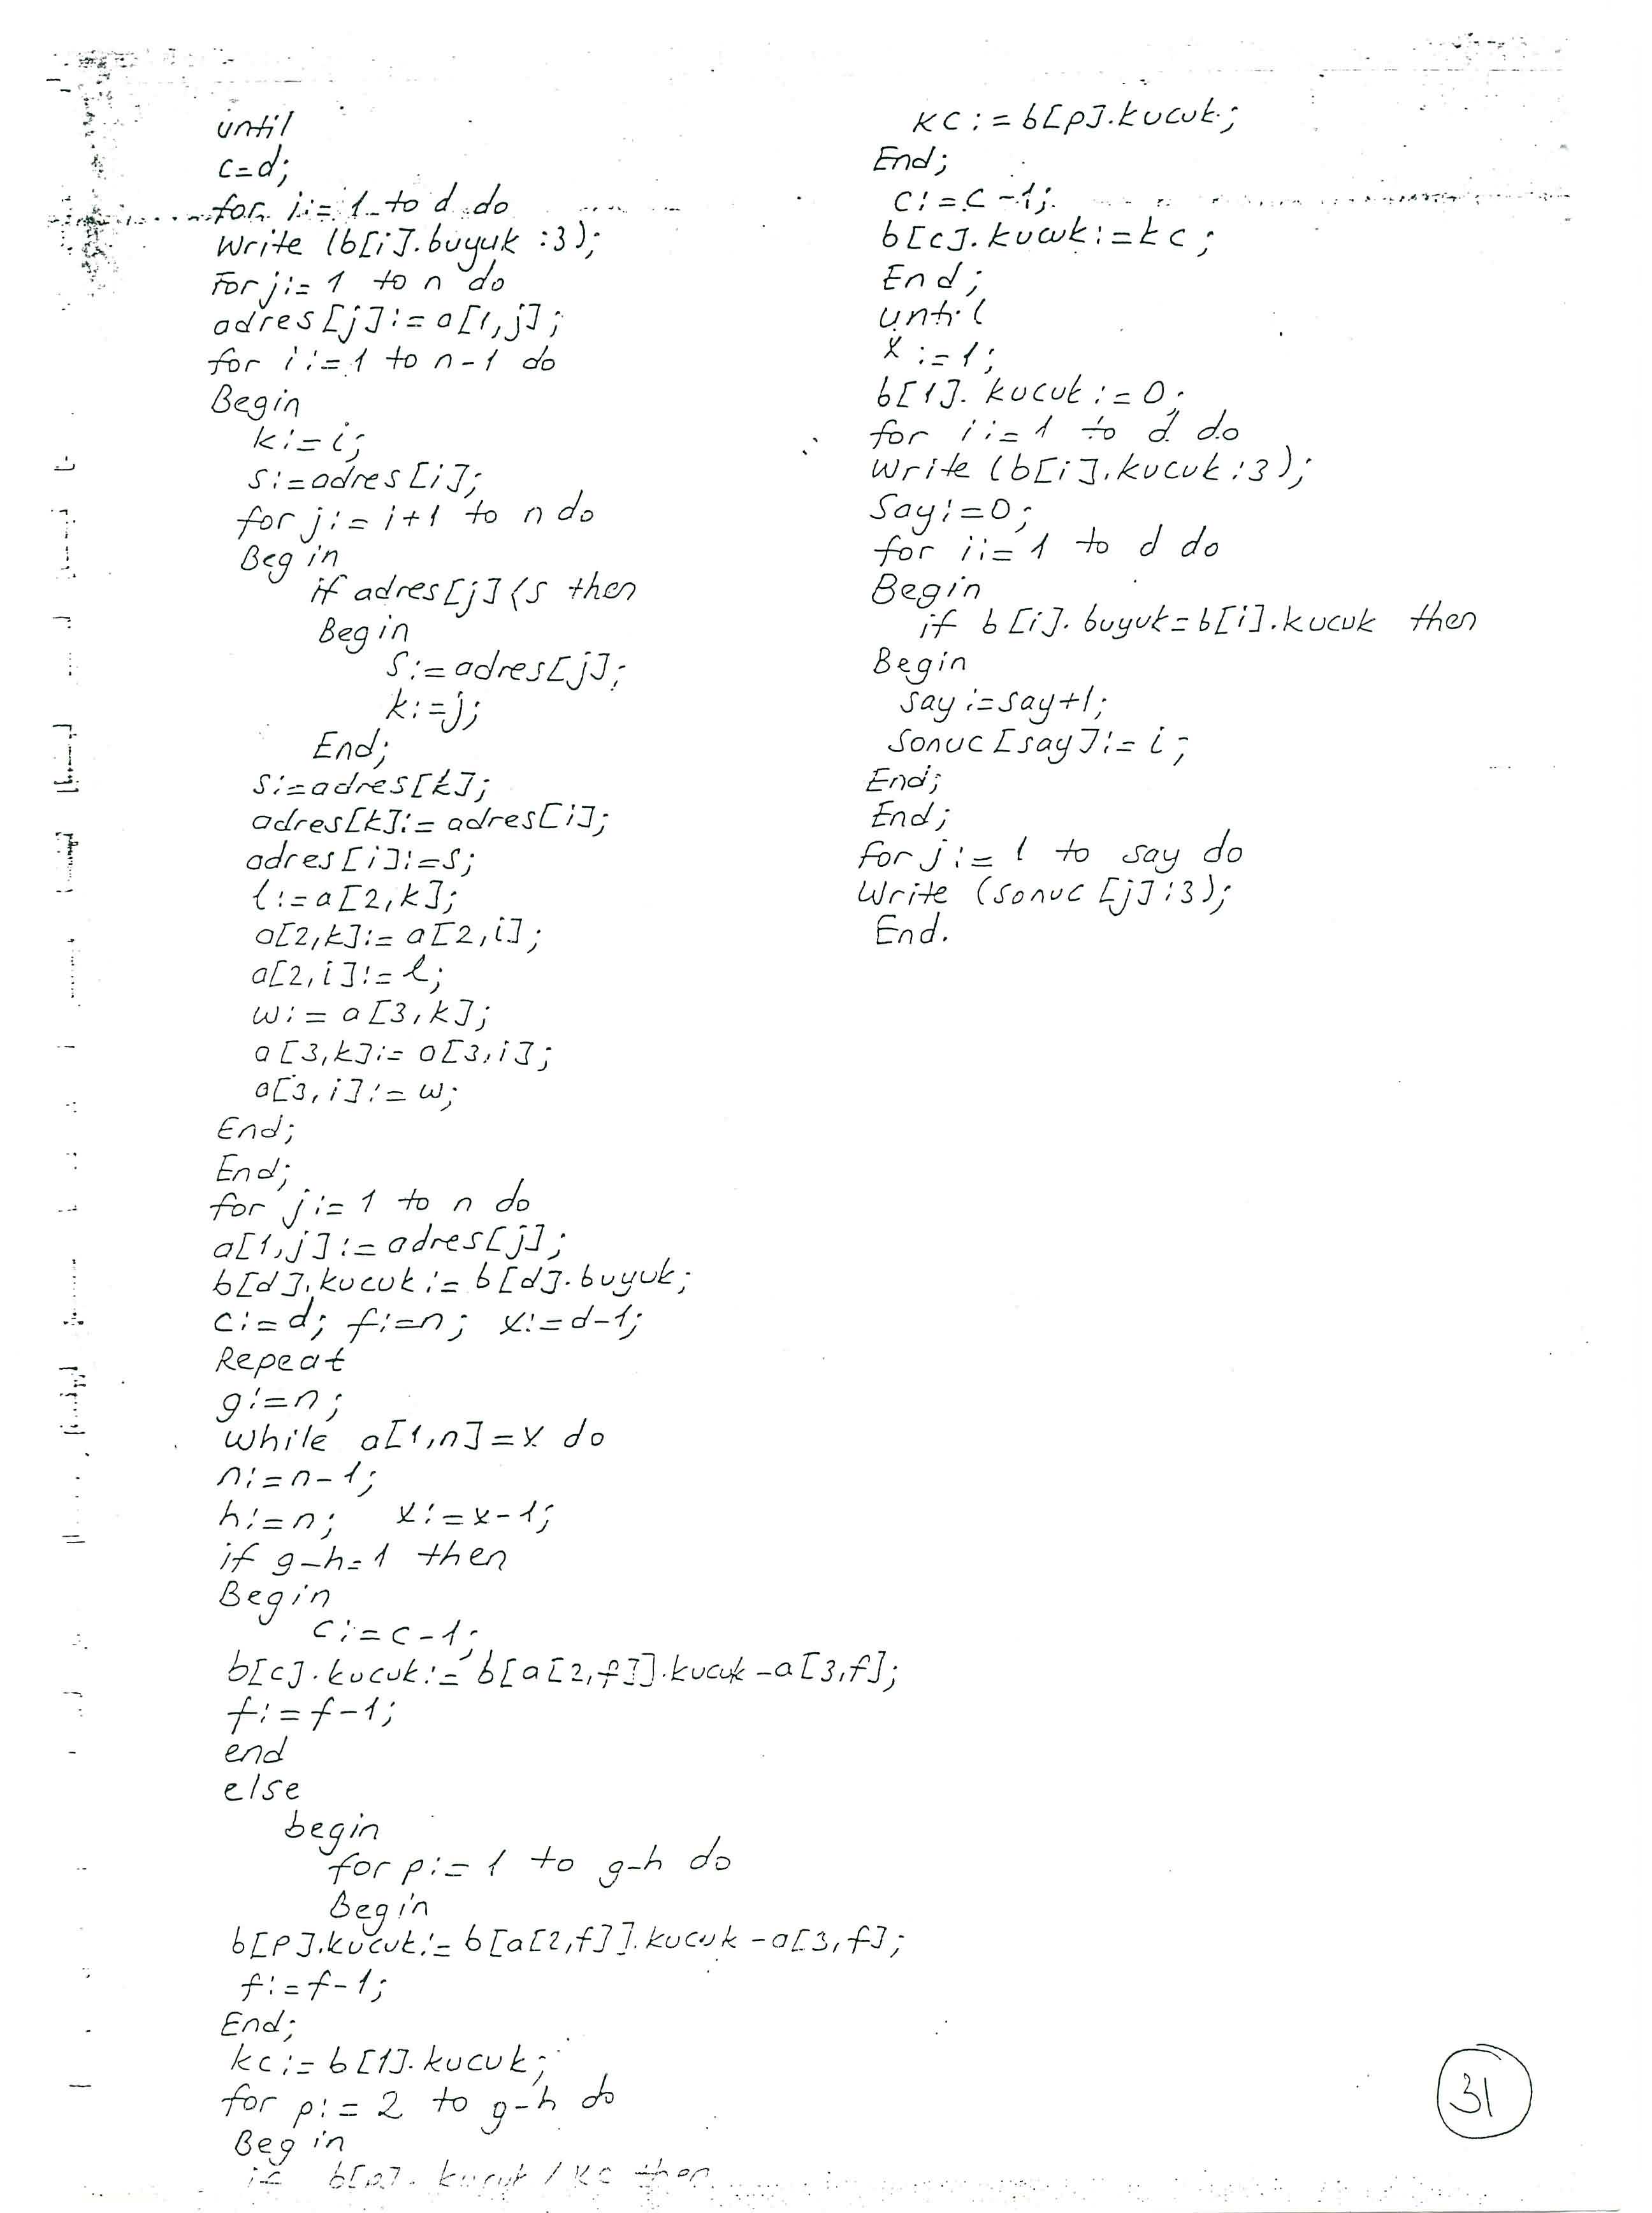 until
c=d;
for i:=1 to d do
Write (b[i].buyuk :3);
For j:= 1 to n do
adres[j]:=a[1,j];
for i:=1 to n-1 do
Begin
k:=i;
s:=adres[i];
for j:=i+1 to n do
Begin
if adres[j]<s then
Begin
s:=adres[j];
k:=j;
End;
s:=adres[k];
adres[k]:=adres[i];
adres[i]:=s;
l:=a[2,k];
a[2,k]:=a[2,i];
a[2,i]:=l;
w:=a[3,k];
a[3,k]:=a[3,i];
a[3,i]:=w;
End;
End;
for j:=1 to n do
a[1,j]:=adres[j];
b[d].kucuk:=b[d].buyuk;
c:=d; f:=n; x:=d-1;
Repeat
g:=n;
While a[1,n]=x do
n:=n-1;
h:=n; x:=x-1;
if g-h=1 then
Begin
c:=c-1;
b[c].kucuk:=b[a[2,f]].kucuk-a[3,f];
f:=f-1;
end
else
begin
for p:=1 to g-h do
Begin
b[p].kucuk:=b[a[2,f]].kucuk-a[3,f];
f:=f-1;
End;
kc:=b[1].kucuk;
for p:=2 to g-h do
Begin
if b[p].kucuk < kc then
kc:=b[p].kucuk;
End;
c:=c-1;
b[c].kucuk:=kc;
End;
until
x:=1;
b[1].kucuk:=0;
for i:=1 to d do
Write (b[i].kucuk:3);
Say:=0;
for i:=1 to d do
Begin
if b[i].buyuk=b[i].kucuk then
Begin
say:=say+1;
Sonuc[say]:=i;
End;
End;
for j:=1 to say do
Write (sonuc[j]:3);
End.
31